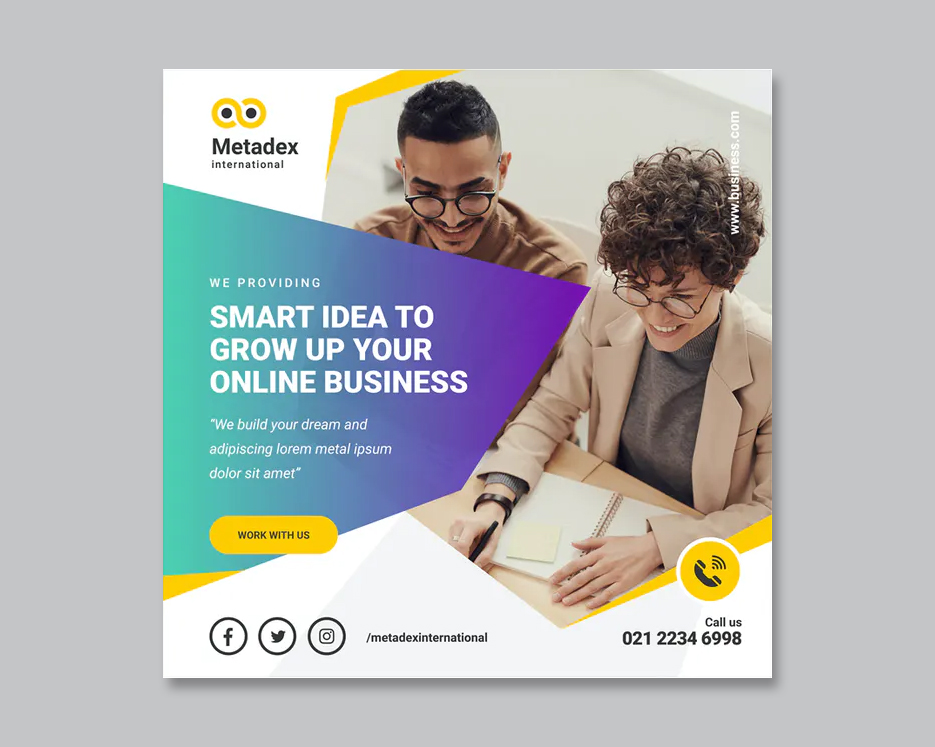 Metadex
international
www.business.com
WE PROVIDING
SMART IDEA TO
GROW UP YOUR
ONLINE BUSINESS
"We build your dream and
adipiscing lorem metal ipsum
dolor sit amet"
WORK WITH US
/metadexinternational
Call us
021 2234 6998